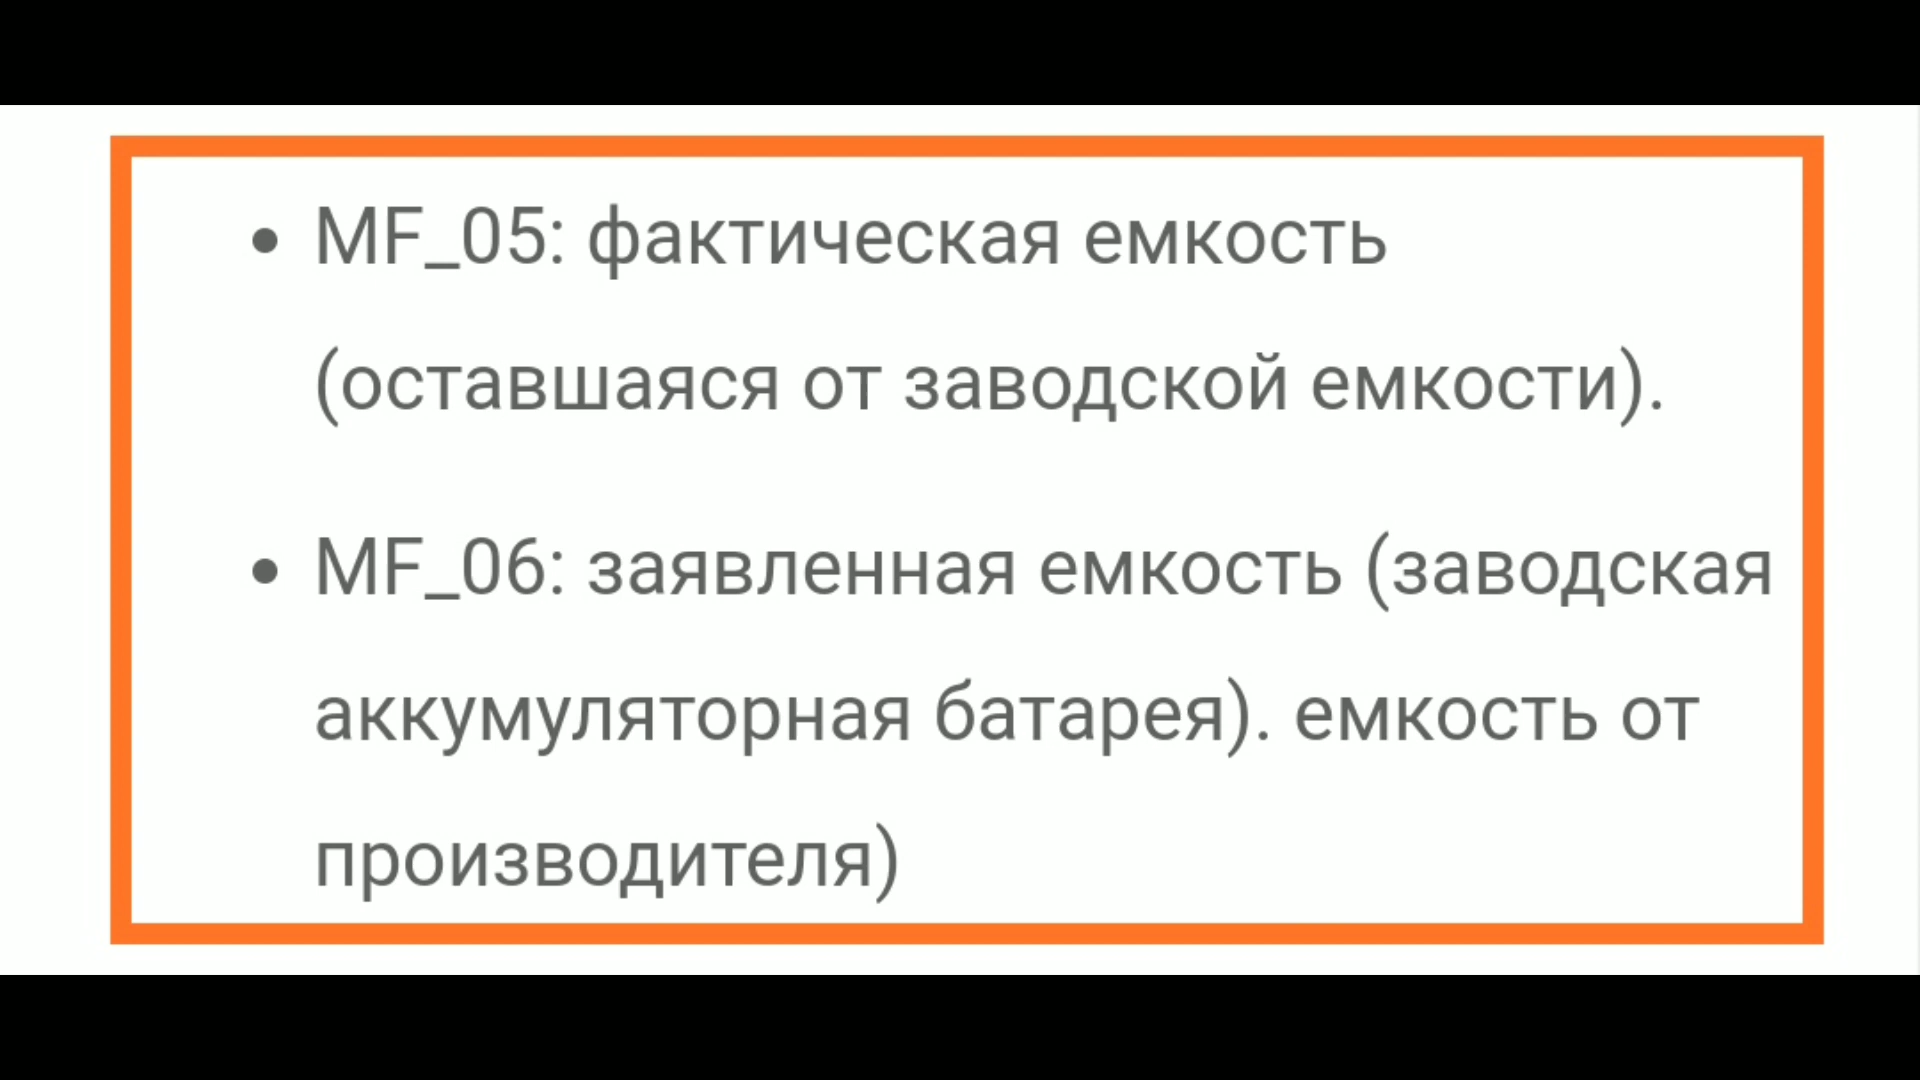 • MF_05: фактическая емкость
(оставшаяся от заводской емкости).
• MF_06: заявленная емкость (заводская
аккумуляторная батарея). емкость от
производителя)